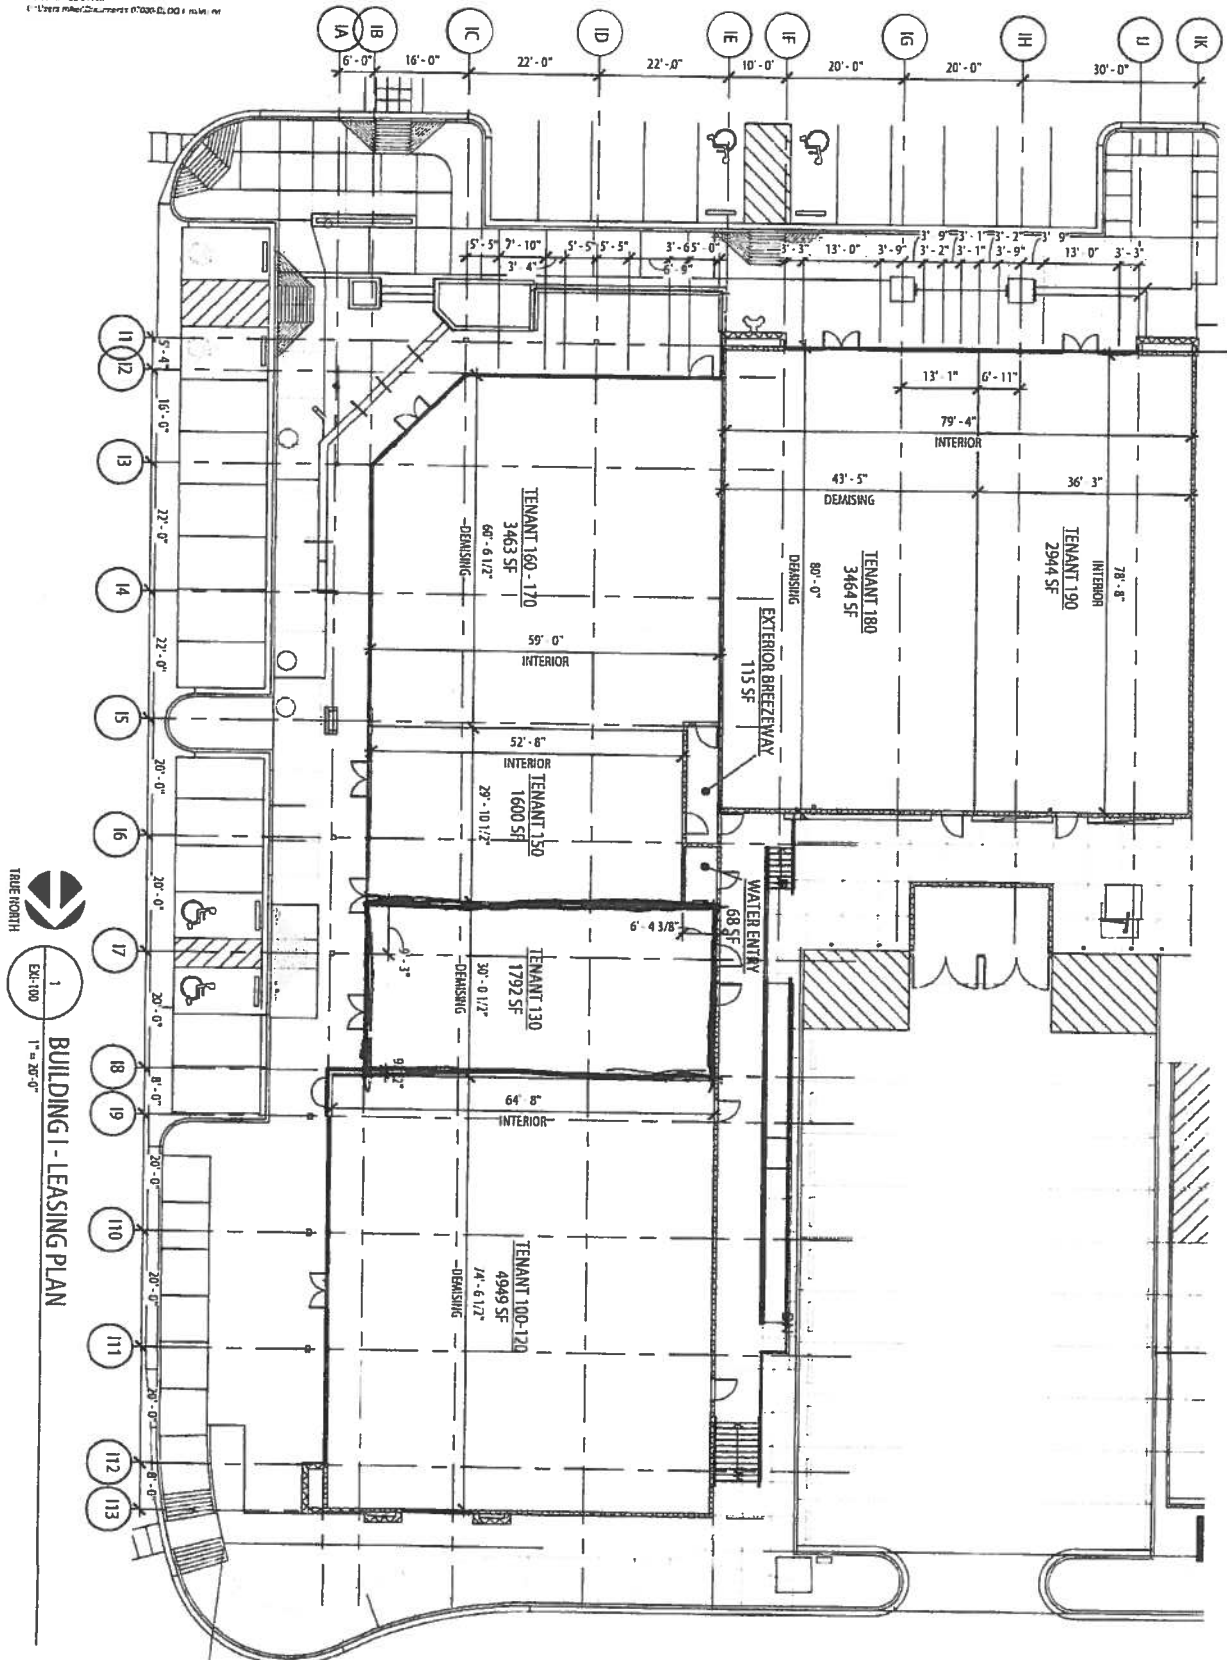 IA
IB
IC
ID
IE
IF
IG
IH
IJ
IK
6'-0"
16'-0"
22'-0"
22'-0"
10'-0"
20'-0"
20'-0"
30'-0"
5'-5"
7'-10"
5'-5"
5'-5"
3'-6
5'-0"
3'-4"
6'-9"
3'-3"
13'-0"
3'-9"
3'-9"
3'-1"
3'-2"
3'-9"
3'-2"
3'-1"
3'-9"
13'-0"
3'-3"
I1
I2
I3
I4
I5
I6
I7
I8
I9
I10
I11
I12
I13
5'-4"
16'-0"
22'-0"
22'-0"
20'-0"
20'-0"
20'-0"
8'-0"
20'-0"
20'-0"
20'-0"
8'-0"
13'-1"
6'-11"
79'-4"
INTERIOR
43'-5"
DEMISING
36' 3"
TENANT 190
2944 SF
78'-8"
INTERIOR
TENANT 180
3464 SF
80'-0"
DEMISING
TENANT 160 - 170
3463 SF
60'-6 1/2"
DEMISING
59' 0"
INTERIOR
EXTERIOR BREEZEWAY
115 SF
52'-8"
INTERIOR
TENANT 150
1600 SF
29'-10 1/2"
WATER ENTRY
68 SF
6'-4 3/8"
9'-3"
TENANT 130
1792 SF
30'-0 1/2"
DEMISING
64' 8"
INTERIOR
TENANT 100-120
4949 SF
74'-6 1/2"
DEMISING
TRUE NORTH
1
EXI-100
BUILDING I - LEASING PLAN
1" = 20'-0"